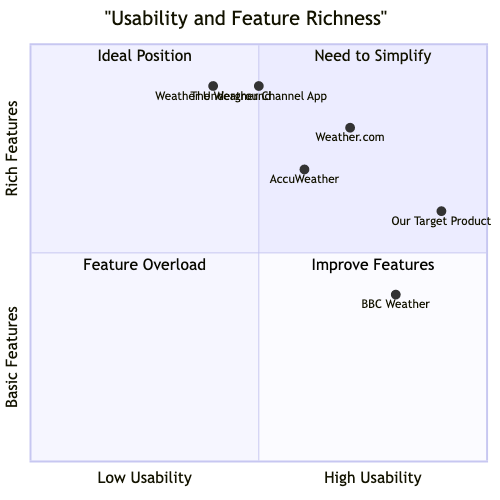 "Usability and Feature Richness"
Ideal Position
Need to Simplify
Weather Underground
The Weather Channel App
Weather.com
AccuWeather
Our Target Product
Feature Overload
Improve Features
BBC Weather
Rich Features
Basic Features
Low Usability
High Usability